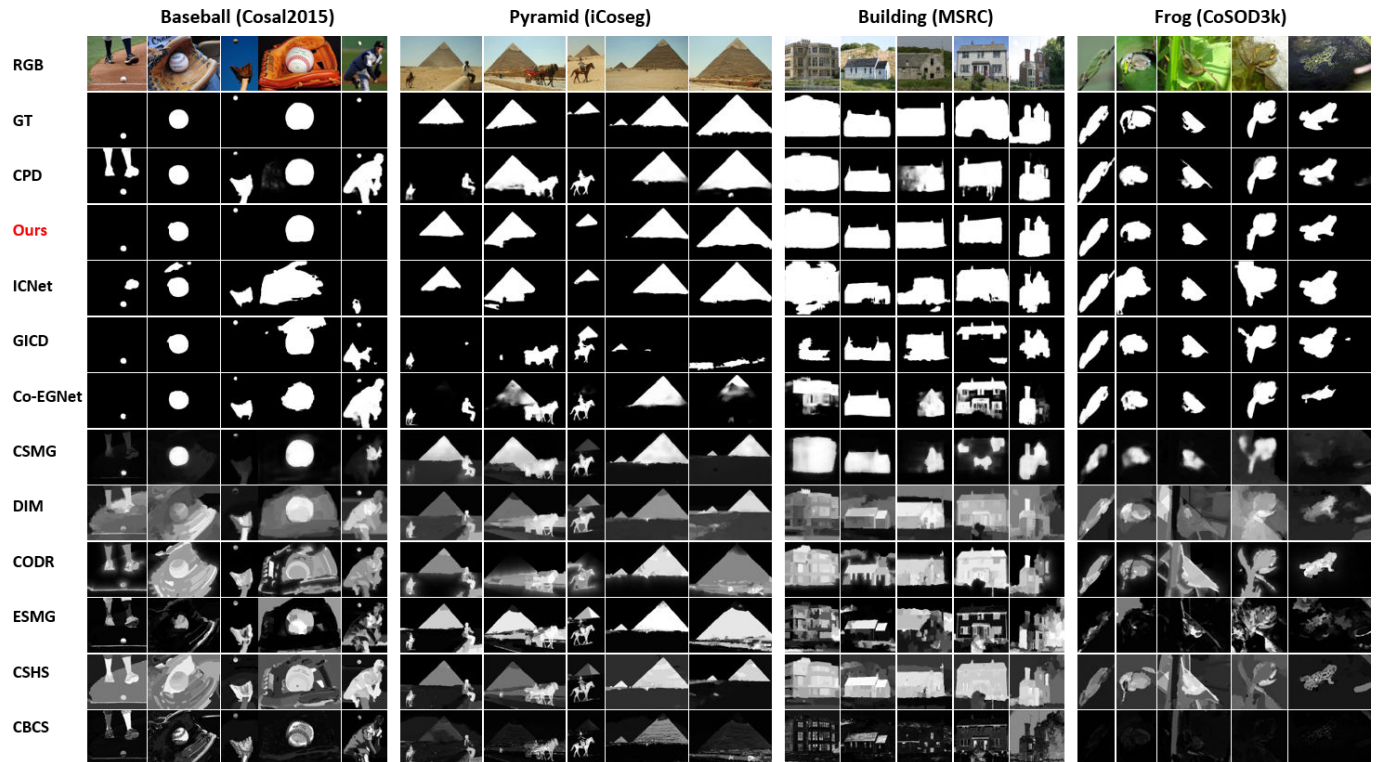 Baseball (Cosal2015) Pyramid (iCoseg) Building (MSRC) Frog (CoSOD3k)
RGB
GT
CPD
Ours
ICNet
GICD
Co-EGNet
CSMG
DIM
CODR
ESMG
CSHS
CBCS